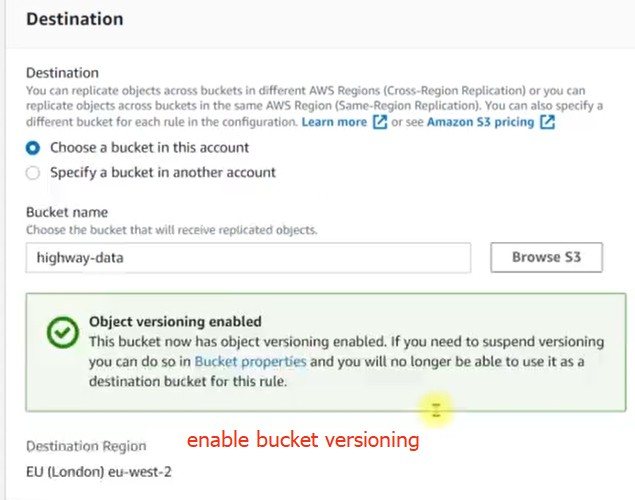 Destination
Destination
You can replicate objects across buckets in different AWS Regions (Cross-Region Replication) or you can
replicate objects across buckets in the same AWS Region (Same-Region Replication). You can also specify a
different bucket for each rule in the configuration. Learn more or see Amazon S3 pricing
Choose a bucket in this account
Specify a bucket in another account
Bucket name
Choose the bucket that will receive replicated objects.
highway-data
Browse S3
Object versioning enabled
This bucket now has object versioning enabled. If you need to suspend versioning
you can do so in Bucket properties and you will no longer be able to use it as a
destination bucket for this rule.
enable bucket versioning
Destination Region
EU (London) eu-west-2